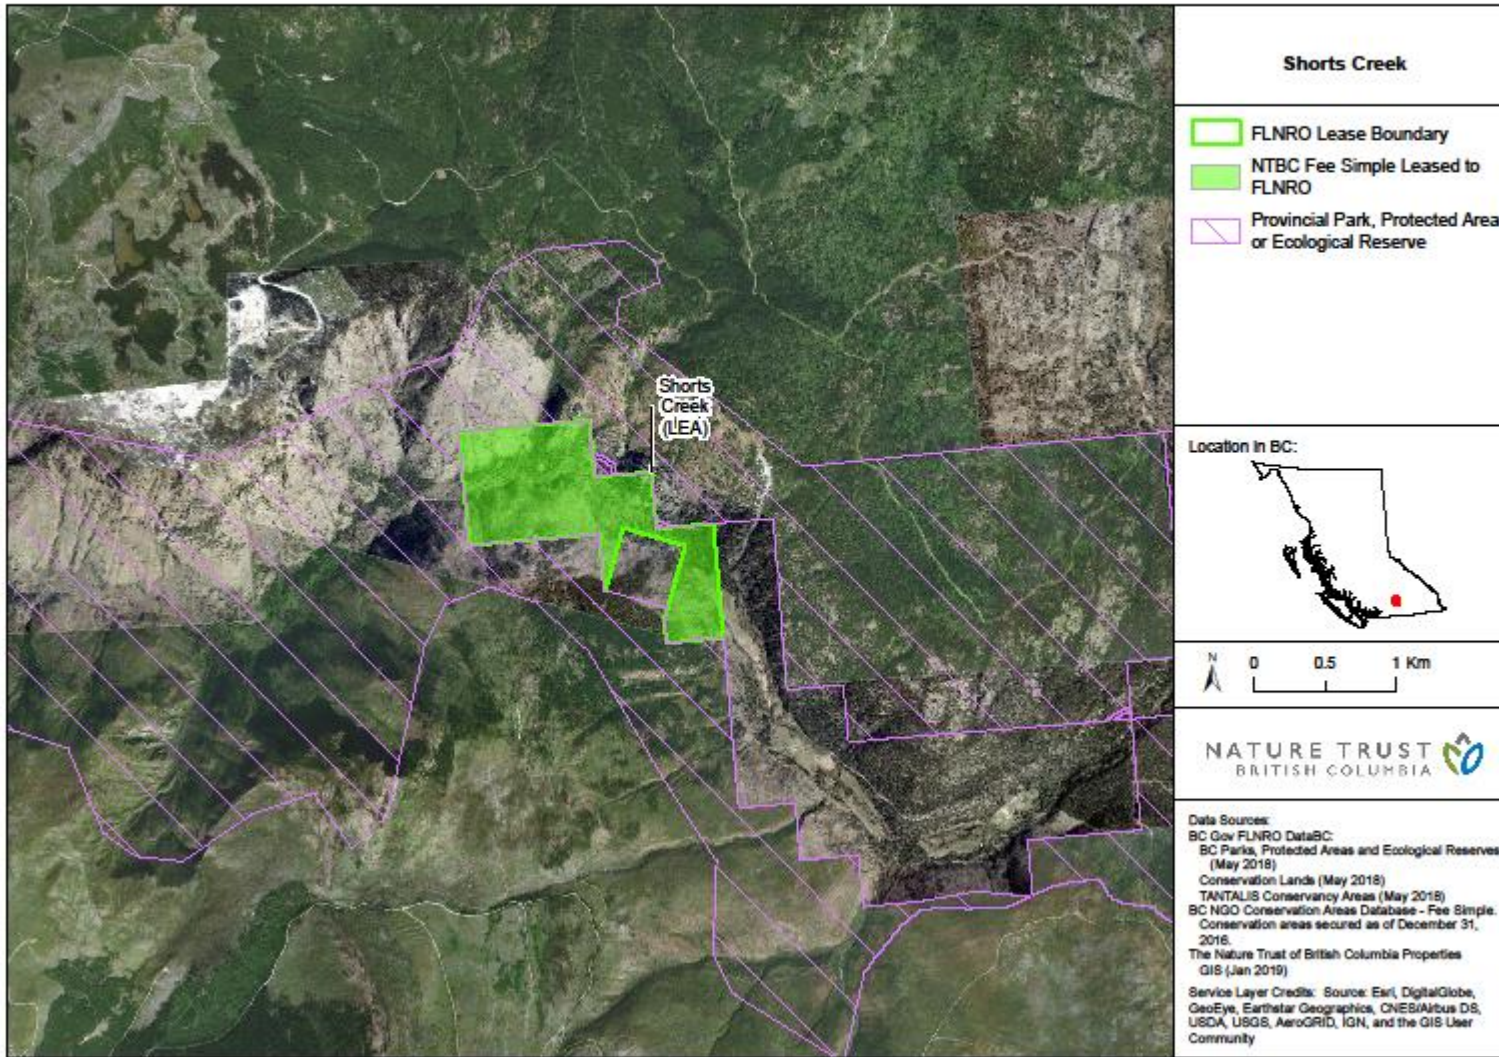 Shorts Creek
FLNRO Lease Boundary
NTBC Fee Simple Leased to
FLNRO
Provincial Park, Protected Area
or Ecological Reserve
Shorts
Creek
(LEA)
Location in BC:
N
0 0.5 1 Km
NATURE TRUST
BRITISH COLUMBIA
Data Sources:
BC Gov FLNRO DataBC:
BC Parks, Protected Areas and Ecological Reserves
(May 2018)
Conservation Lands (May 2018)
TANTALIS Conservancy Areas (May 2018)
BC NGO Conservation Areas Database - Fee Simple.
Conservation areas secured as of December 31,
2016.
The Nature Trust of British Columbia Properties
GIS (Jan 2019)
Service Layer Credits: Source: Esri, DigitalGlobe,
GeoEye, Earthstar Geographics, CNES/Airbus DS,
USDA, USGS, AeroGRID, IGN, and the GIS User
Community